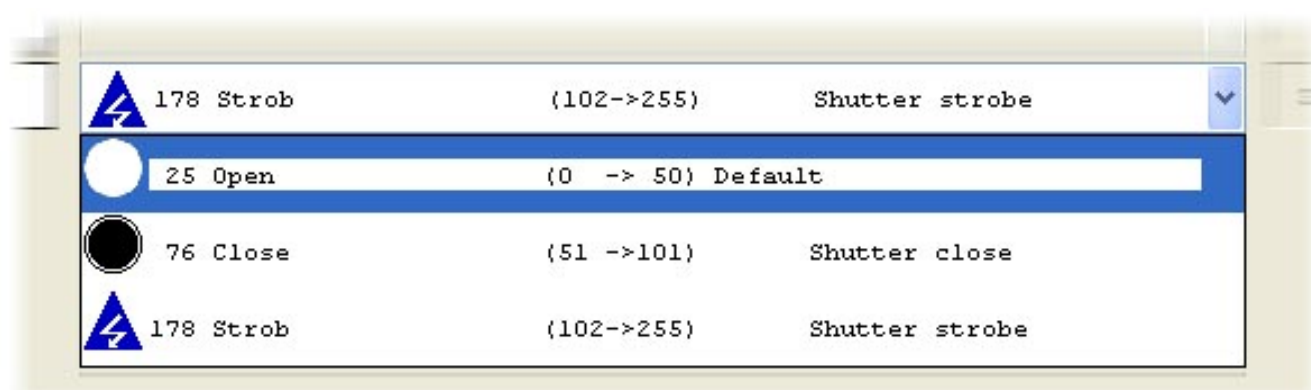 178 Strob (102->255) Shutter strobe
25 Open (0 -> 50) Default
76 Close (51 ->101) Shutter close
178 Strob (102->255) Shutter strobe